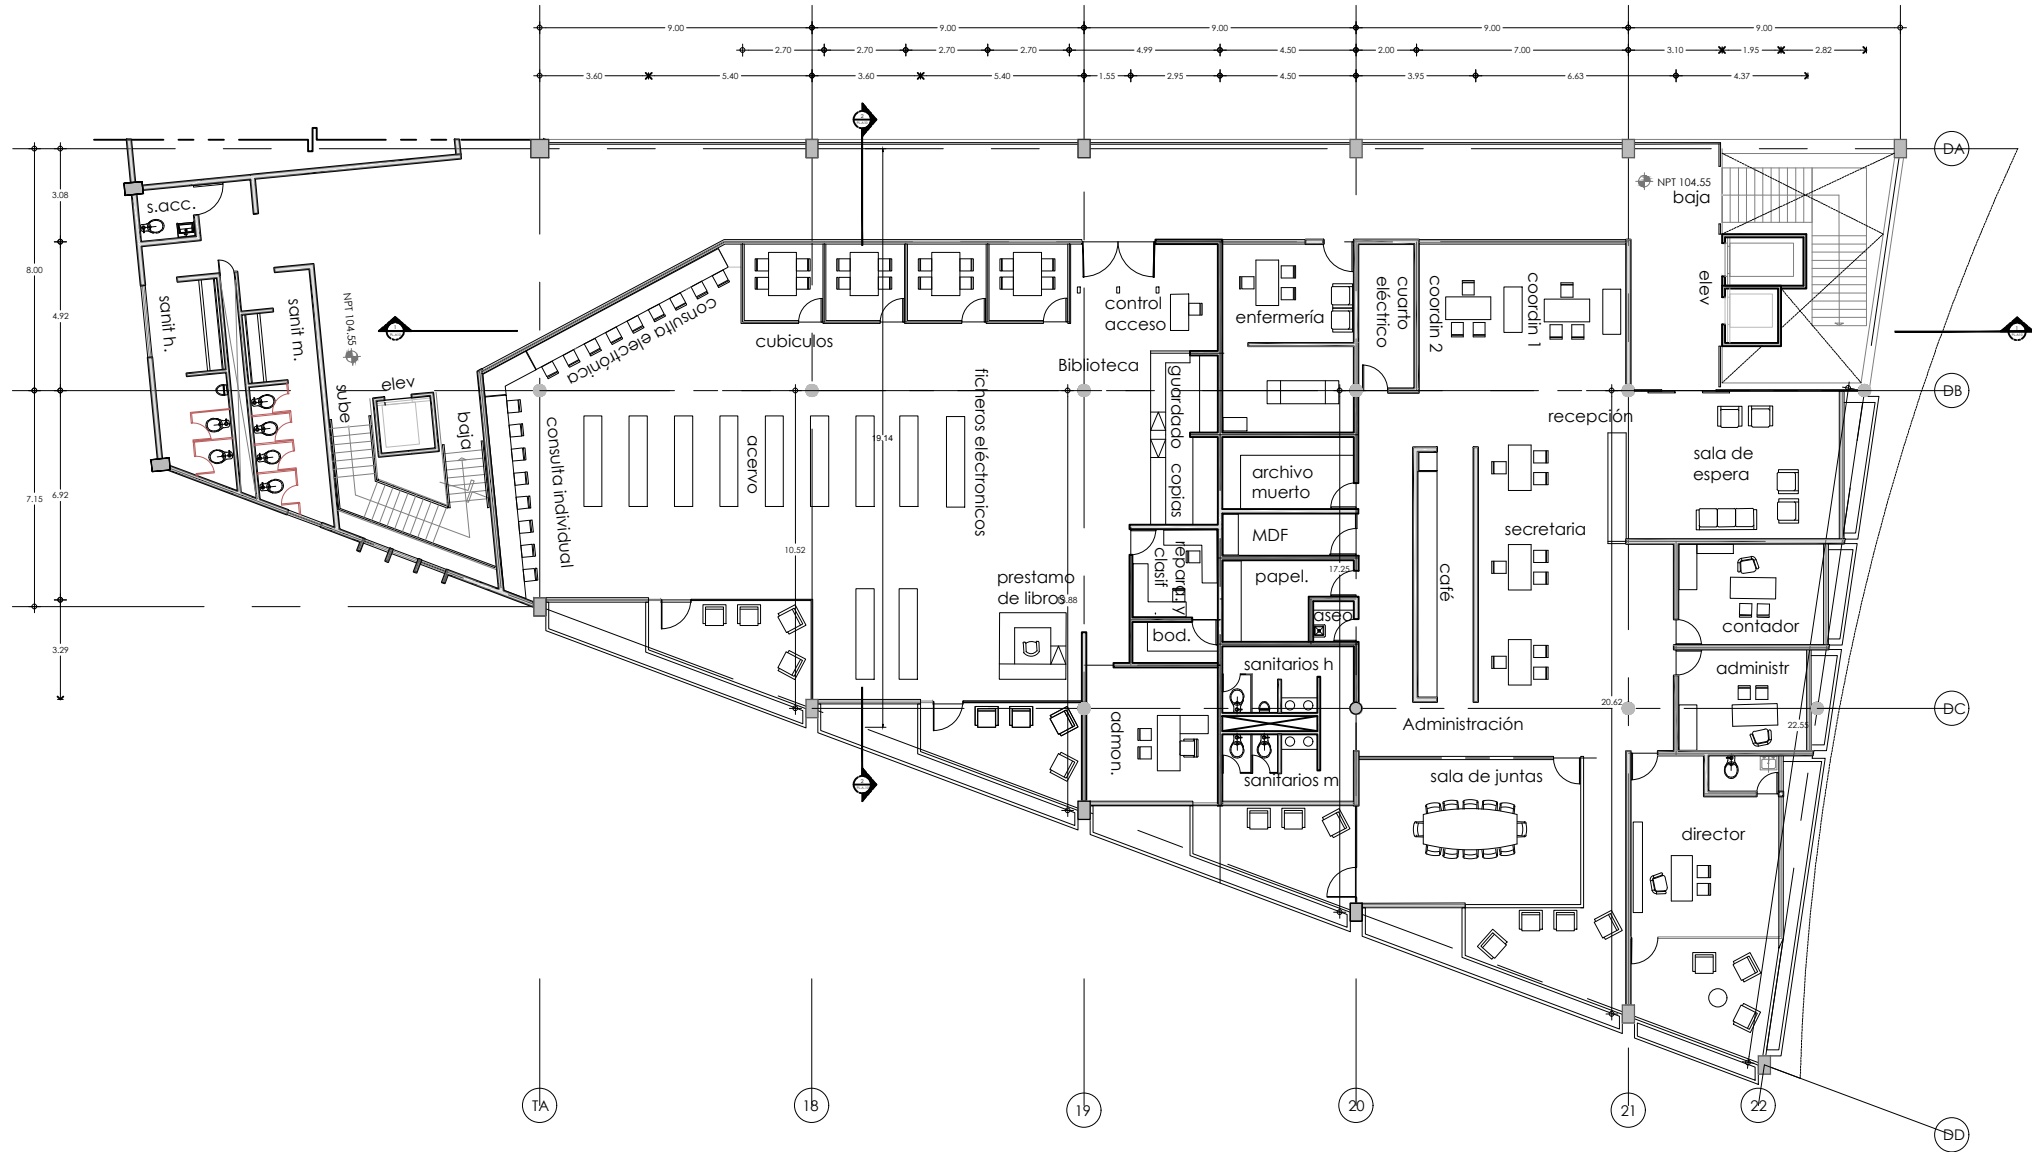 9.00
9.00
9.00
9.00
9.00
2.70
2.70
2.70
2.70
4.99
4.50
2.00
7.00
3.10
1.95
2.82
3.60
5.40
3.60
5.40
1.55
2.95
4.50
3.95
6.63
4.37
DA
3.08
8.00
4.92
7.15
6.92
3.29
s.acc.
sanit h.
sanit m.
NPT 104.55
sube
elev
baja
NPT 104.55
baja
elev
consulta electrónica
cubiculos
control
acceso
enfermería
cuarto
eléctrico
coordin 2
coordin 1
Biblioteca
DB
consulta individual
acervo
19.14
ficheros eléctronicos
guardado
copias
recepción
sala de
espera
archivo
muerto
MDF
secretaria
10.52
repara. y
clasif.
papel.
17.25
café
prestamo
de libros
aseo
bod.
contador
sanitarios h
administr
20.62
DC
22.55
admon.
Administración
sanitarios m
sala de juntas
director
TA
18
19
20
21
22
DD